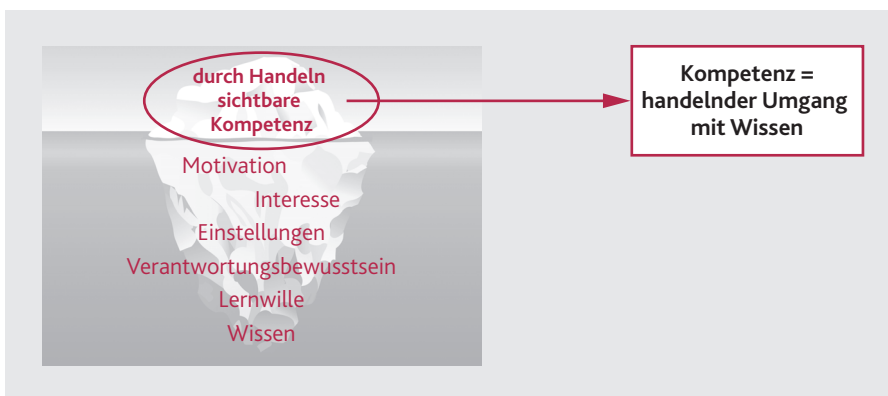 durch Handeln
sichtbare
Kompetenz
Kompetenz =
handelnder Umgang
mit Wissen
Motivation
Interesse
Einstellungen
Verantwortungsbewusstsein
Lernwille
Wissen